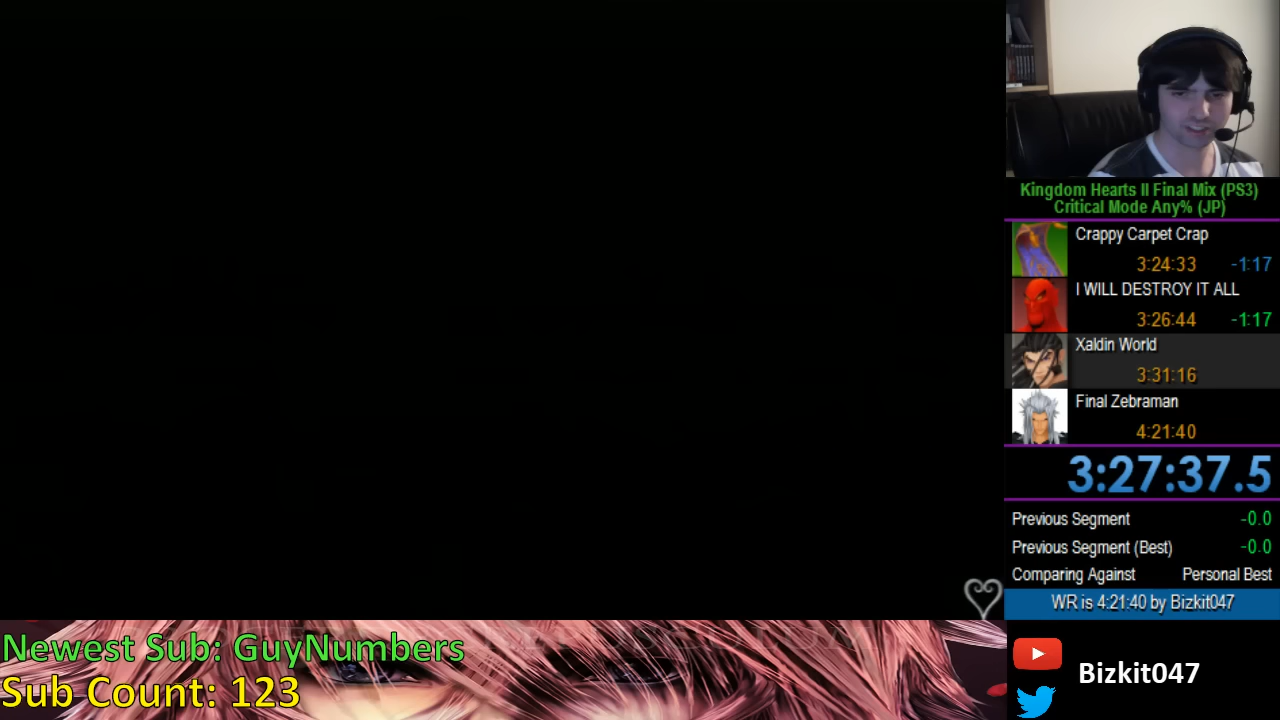 Kingdom Hearts II Final Mix (PS3)
Critical Mode Any% (JP)
Crappy Carpet Crap
3:24:33 -1:17
I WILL DESTROY IT ALL
3:26:44 -1:17
Xaldin World
3:31:16
Final Zebraman
4:21:40
3:27:37.5
Previous Segment -0.0
Previous Segment (Best) -0.0
Comparing Against Personal Best
WR is 4:21:40 by Bizkit047
Newest Sub: GuyNumbers
Sub Count: 123
Bizkit047